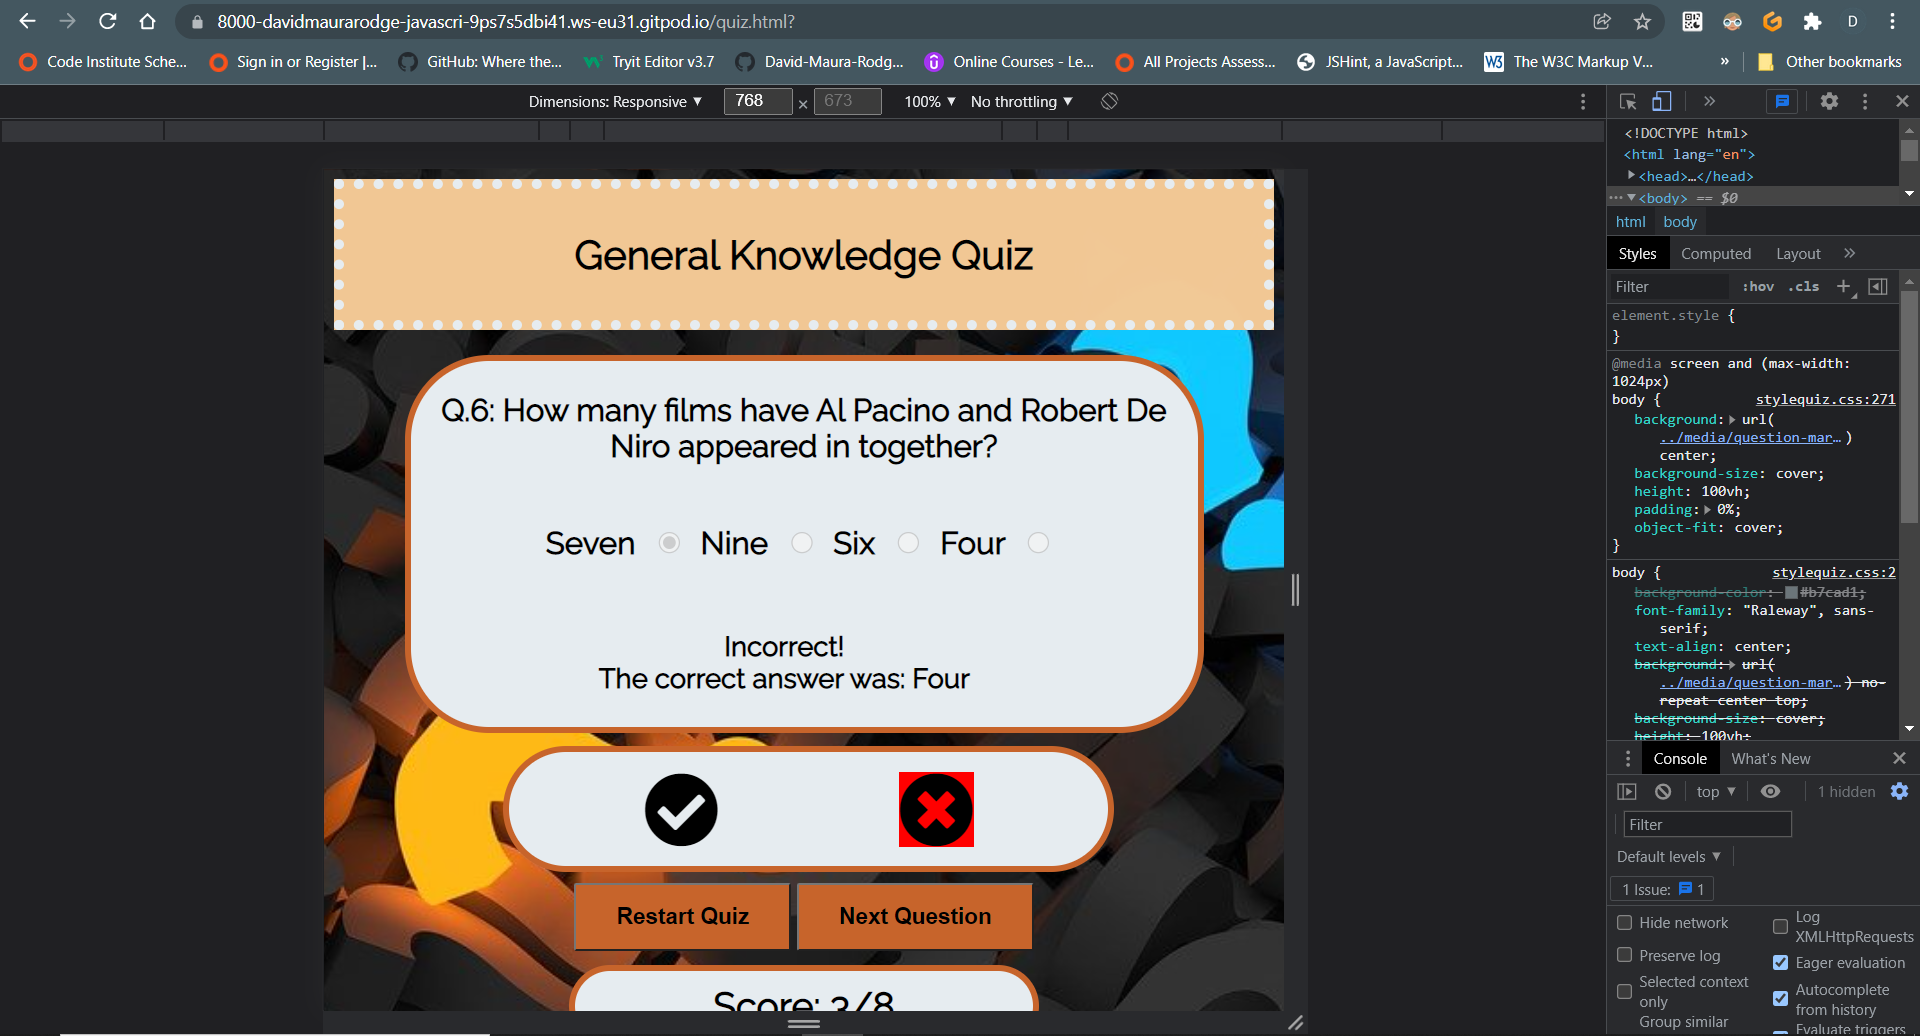 8000-davidmaurarodge-javascri-9ps7s5dbi41.ws-eu31.gitpod.io/quiz.html?
D
Code Institute Sche...
Sign in or Register |...
GitHub: Where the...
Tryit Editor v3.7
David-Maura-Rodg...
Online Courses - Le...
All Projects Assess...
JSHint, a JavaScript...
The W3C Markup V...
»
Other bookmarks
Dimensions: Responsive ▼ 768 × 673 100% ▼ No throttling ▼
General Knowledge Quiz
Q.6: How many films have Al Pacino and Robert De
Niro appeared in together?
Seven Nine Six Four
Incorrect!
The correct answer was: Four
Restart Quiz
Next Question
Score: 3/8
<!DOCTYPE html>
<html lang="en">
<head>…</head>
<body> == $0
html body
Styles Computed Layout »
Filter :hov .cls +
element.style {
}
@media screen and (max-width:
1024px)
body { stylequiz.css:271
background: url(
../media/question-mar… )
center;
background-size: cover;
height: 100vh;
padding: 0%;
object-fit: cover;
}
body { stylequiz.css:2
background-color: #b7cad1;
font-family: "Raleway", sans-
serif;
text-align: center;
background: url(
../media/question-mar… ) no-
repeat center top;
background-size: cover;
height: 100vh;
Console What's New
top ▼ 1 hidden
Filter
Default levels ▼
1 Issue: 1
Hide network
Log
XMLHttpRequests
Preserve log
Eager evaluation
Selected context
only
Autocomplete
from history
Group similar
Evaluate triggers